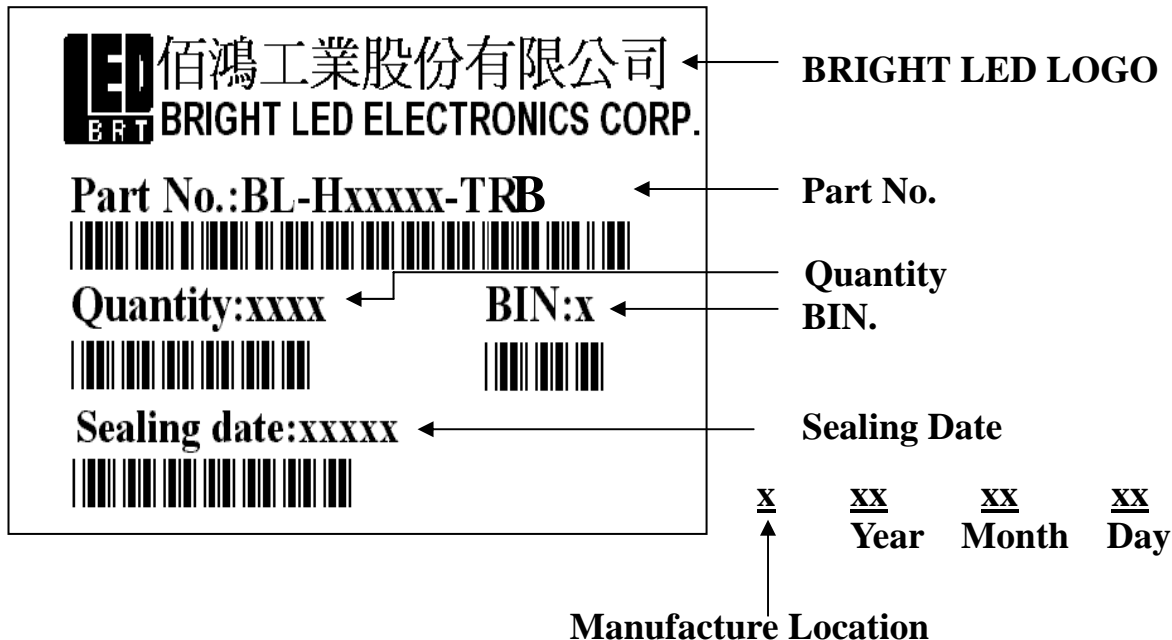 LED 佰鴻工業股份有限公司 BRIGHT LED LOGO
BRT BRIGHT LED ELECTRONICS CORP.
Part No.:BL-Hxxxxx-TRB Part No.
Quantity
Quantity:xxxx BIN:x BIN.
Sealing date:xxxxx Sealing Date
x xx xx xx
Year Month Day
Manufacture Location